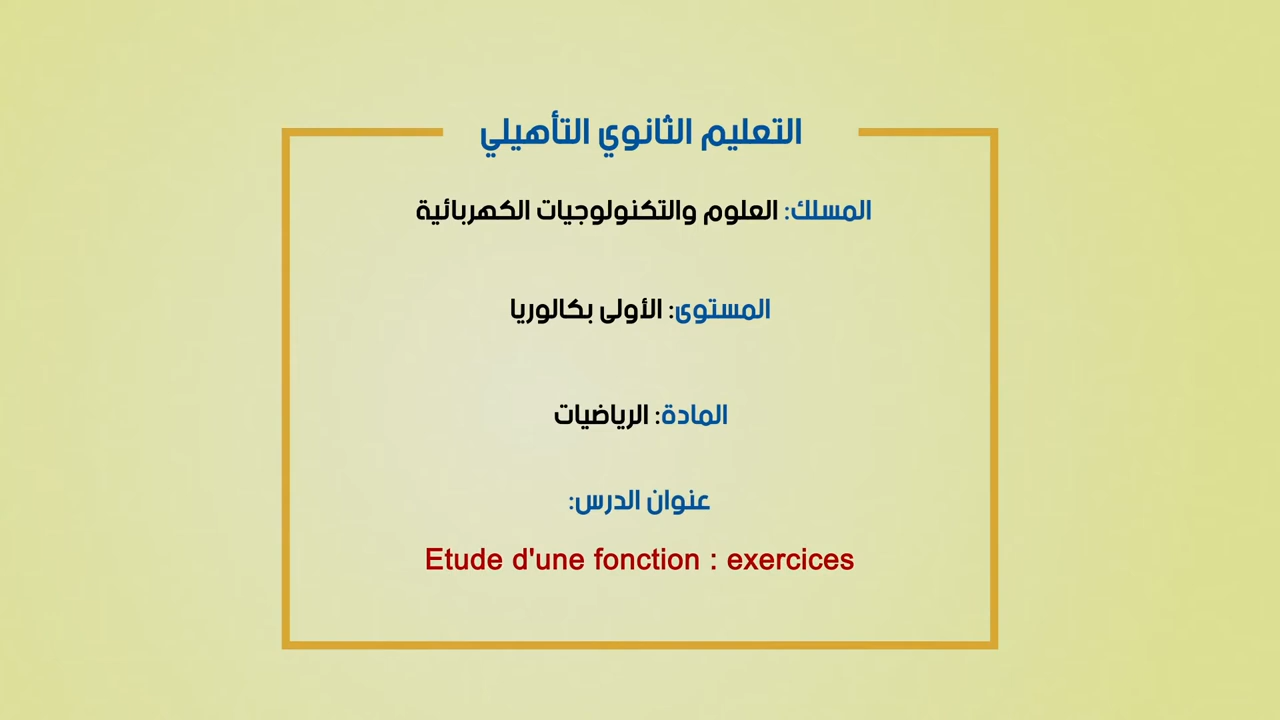 التعليم الثانوي التأهيلي
المسلك: العلوم والتكنولوجيات الكهربائية
المستوى: الأولى بكالوريا
المادة: الرياضيات
عنوان الدرس:
Etude d'une fonction : exercices